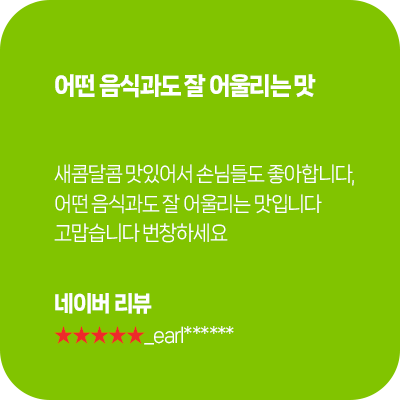 어떤 음식과도 잘 어울리는 맛
새콤달콤 맛있어서 손님들도 좋아합니다,
어떤 음식과도 잘 어울리는 맛입니다
고맙습니다 번창하세요
네이버 리뷰
★★★★★_earl******